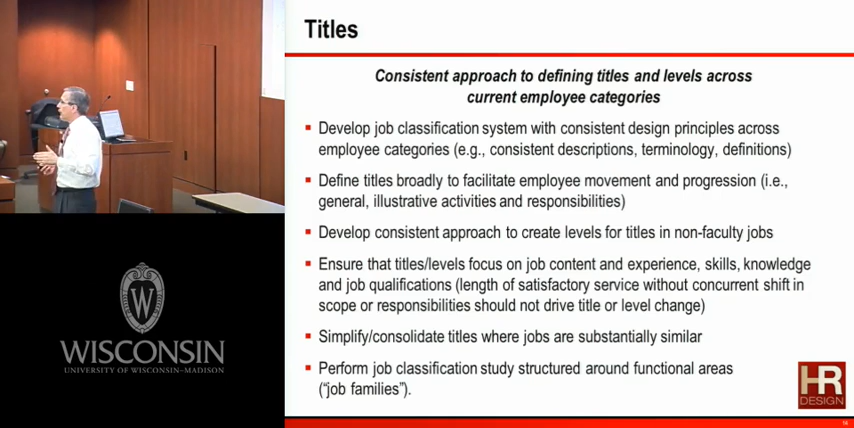 Titles
Consistent approach to defining titles and levels across
current employee categories
Develop job classification system with consistent design principles across
employee categories (e.g., consistent descriptions, terminology, definitions)
Define titles broadly to facilitate employee movement and progression (i.e.,
general, illustrative activities and responsibilities)
Develop consistent approach to create levels for titles in non-faculty jobs
Ensure that titles/levels focus on job content and experience, skills, knowledge
and job qualifications (length of satisfactory service without concurrent shift in
scope or responsibilities should not drive title or level change)
Simplify/consolidate titles where jobs are substantially similar
Perform job classification study structured around functional areas
("job families").
W
WISCONSIN
UNIVERSITY OF WISCONSIN–MADISON
HR
DESIGN